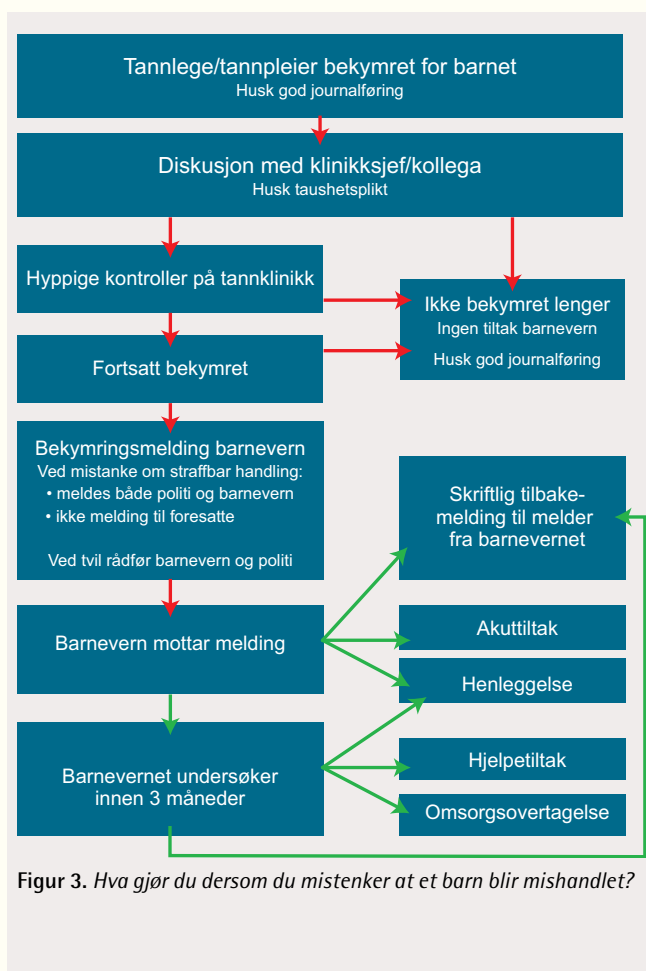 Tannlege/tannpleier bekymret for barnet
Husk god journalføring
Diskusjon med klinikksjef/kollega
Husk taushetsplikt
Hyppige kontroller på tannklinikk
Ikke bekymret lenger
Ingen tiltak barnevern
Husk god journalføring
Fortsatt bekymret
Bekymringsmelding barnevern
Ved mistanke om straffbar handling:
• meldes både politi og barnevern
• ikke melding til foresatte
Ved tvil rådfør barnevern og politi
Skriftlig tilbake-
melding til melder
fra barnevernet
Barnevern mottar melding
Akuttiltak
Henleggelse
Barnevernet undersøker
innen 3 måneder
Hjelpetiltak
Omsorgsovertagelse
Figur 3. Hva gjør du dersom du mistenker at et barn blir mishandlet?